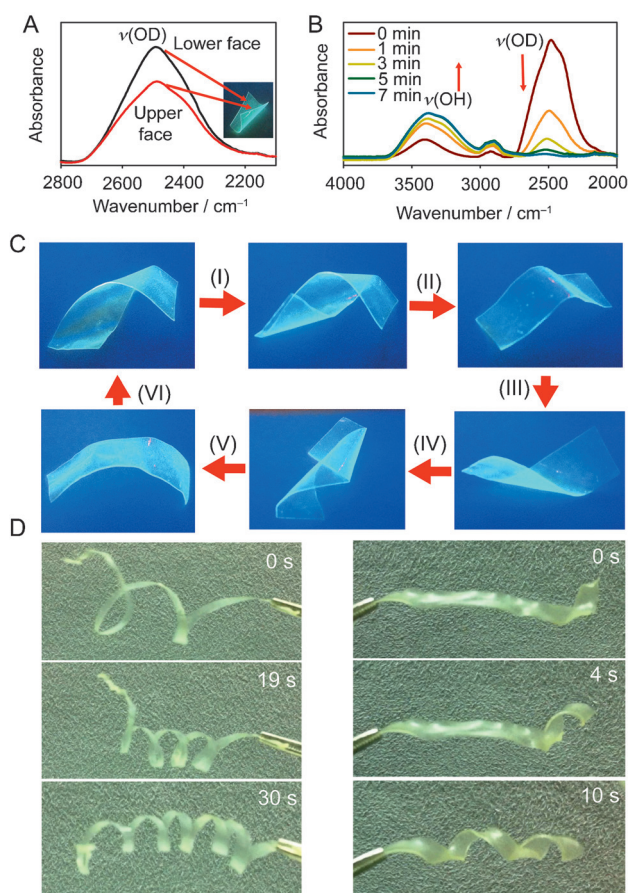 A
ν(OD)
Lower face
Upper
face
Absorbance
2800
2600
2400
2200
Wavenumber / cm⁻¹
B
0 min
1 min
3 min
5 min
7 min
ν(OH)
ν(OD)
Absorbance
4000
3500
3000
2500
2000
Wavenumber / cm⁻¹
C
(I)
(II)
(III)
(IV)
(V)
(VI)
D
0 s
0 s
19 s
4 s
30 s
10 s